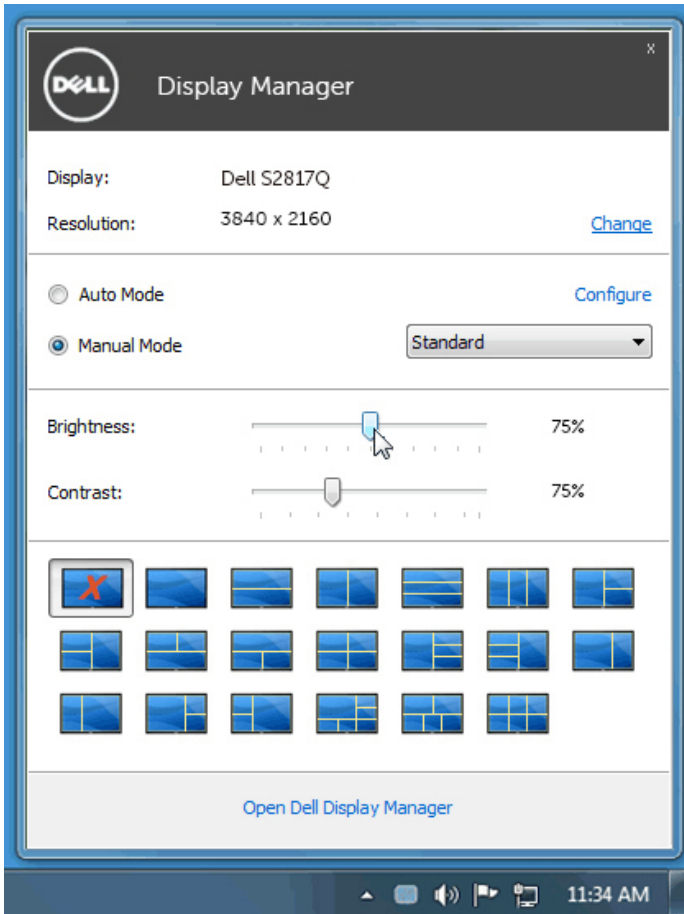 DELL
Display Manager
x
Display: Dell S2817Q
Resolution: 3840 x 2160 Change
Auto Mode Configure
Manual Mode Standard
Brightness: 75%
Contrast: 75%
X
Open Dell Display Manager
11:34 AM